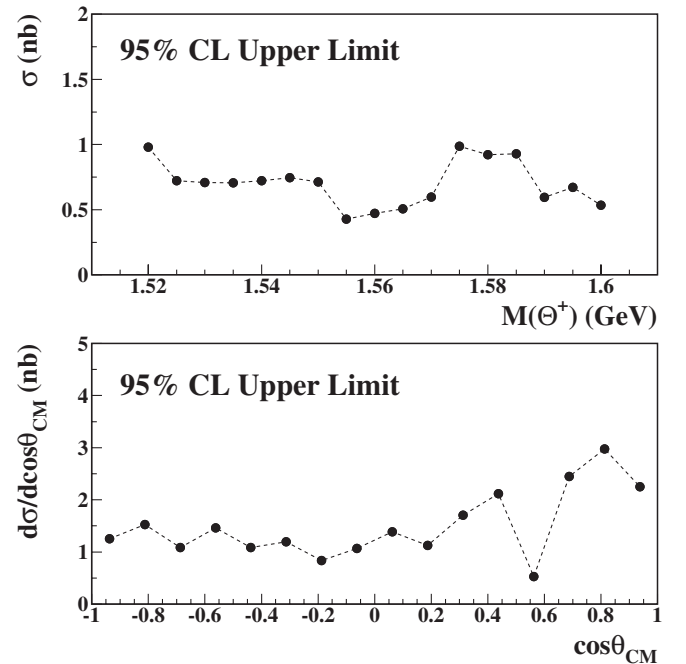 σ (nb)
2
1.5
1
0.5
0
95% CL Upper Limit
1.52 1.54 1.56 1.58 1.6
M(Θ⁺) (GeV)
dσ/dcosθ_CM (nb)
5
4
3
2
1
0
95% CL Upper Limit
-1 -0.8 -0.6 -0.4 -0.2 0 0.2 0.4 0.6 0.8 1
cosθ_CM